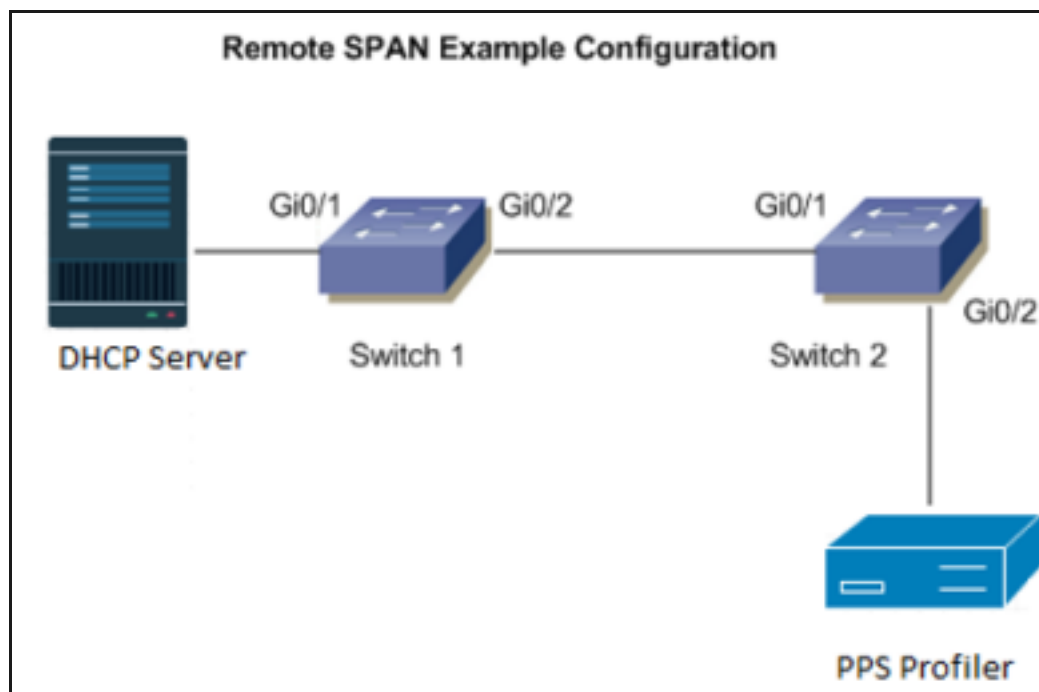 Remote SPAN Example Configuration
Gi0/1
Gi0/2
Gi0/1
Gi0/2
DHCP Server
Switch 1
Switch 2
PPS Profiler